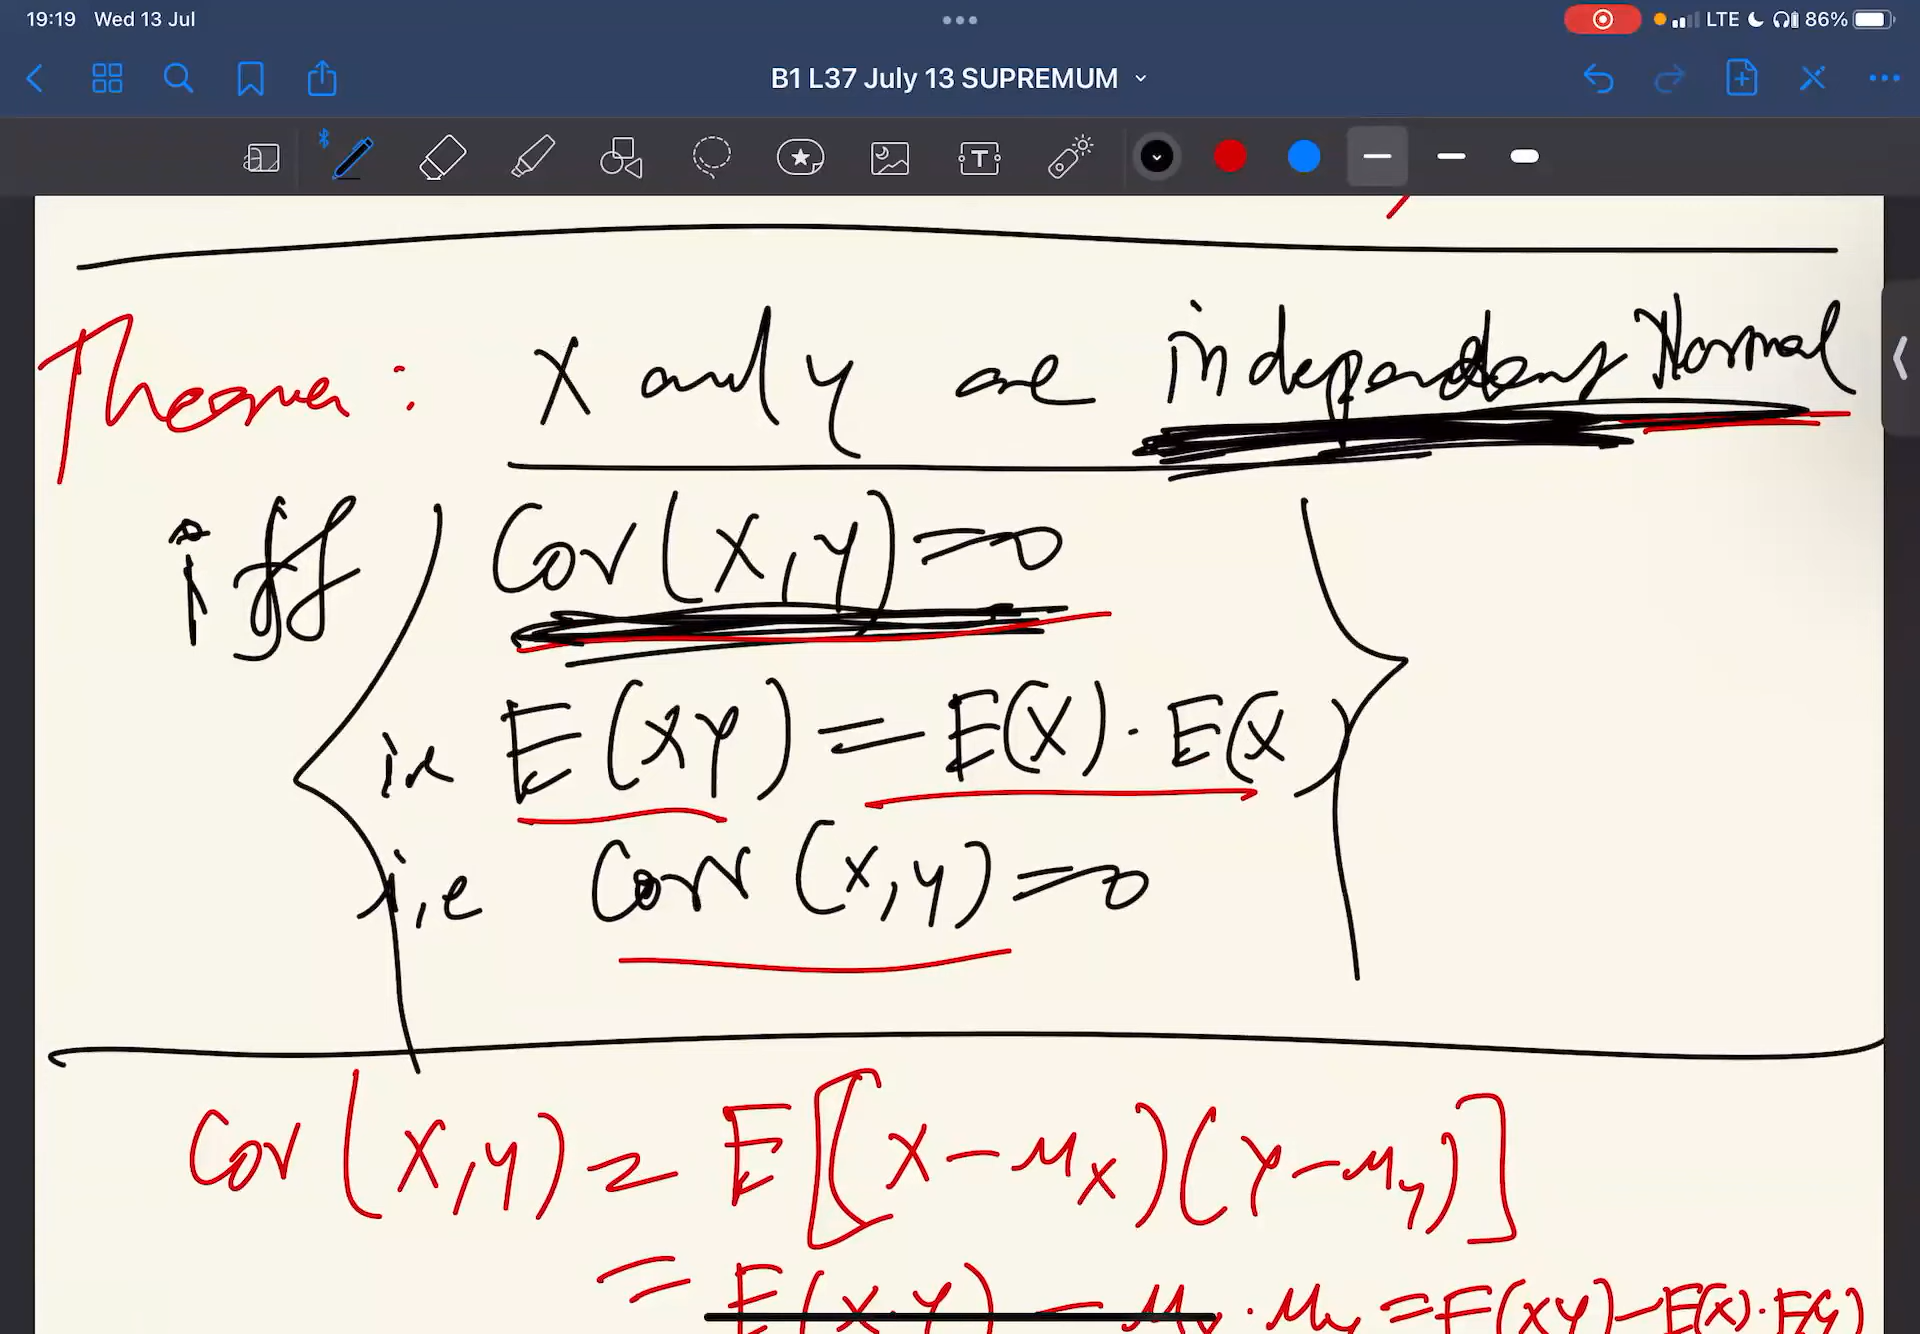 19:19 Wed 13 Jul
LTE 86%
B1 L37 July 13 SUPREMUM
Theorem: X and y are independent Normal
iff Cov(X,Y)=0
ie E(XY) = E(X) · E(X)
i,e Corr (X,Y)=0
Cov(X,Y) = E[(X-μx)(Y-μy)]
= E(X.Y) - μx · μy = E(XY) - E(X)·E(Y)